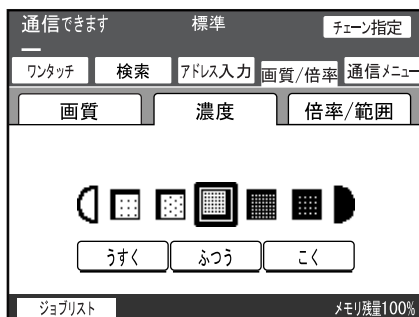 通信できます 標準 チェーン指定
ワンタッチ 検索 アドレス入力 画質/倍率 通信メニュー
画質 濃度 倍率/範囲
うすく ふつう こく
ジョブリスト メモリ残量100%